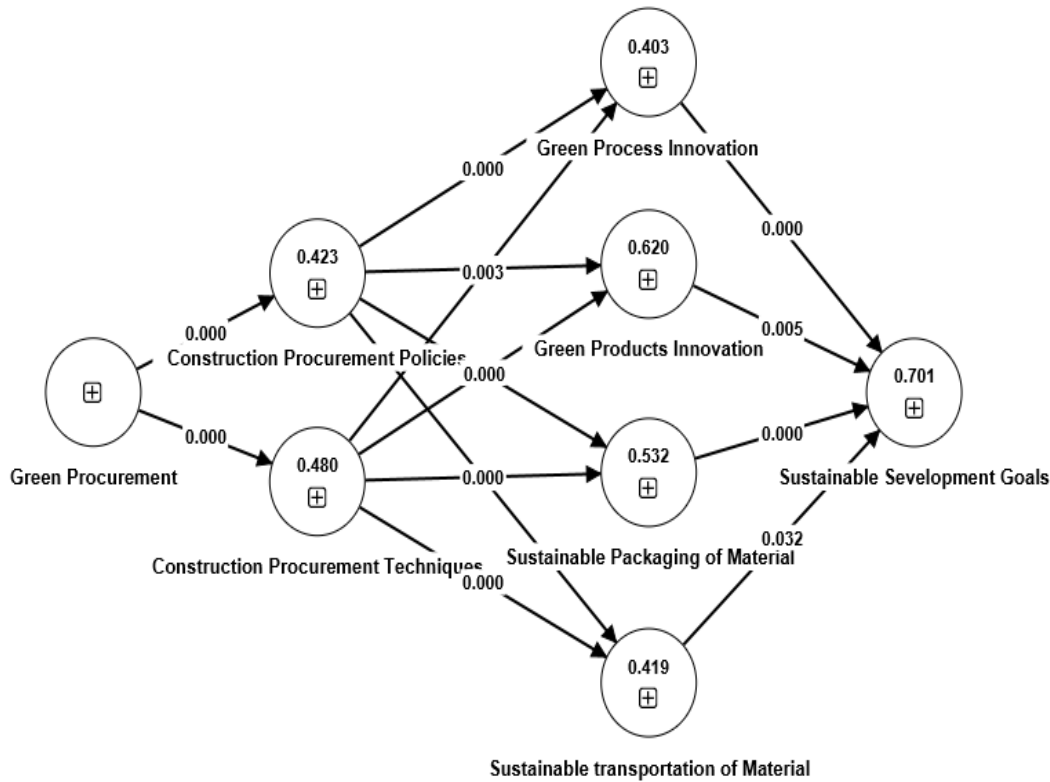 0.403
Green Process Innovation
0.000
0.000
0.423
0.003
0.620
0.000
Construction Procurement Policies
Green Products Innovation
0.005
0.000
0.701
0.000
0.480
0.000
0.532
0.000
Green Procurement
Sustainable Sevelopment Goals
Construction Procurement Techniques
Sustainable Packaging of Material
0.032
0.000
0.419
Sustainable transportation of Material